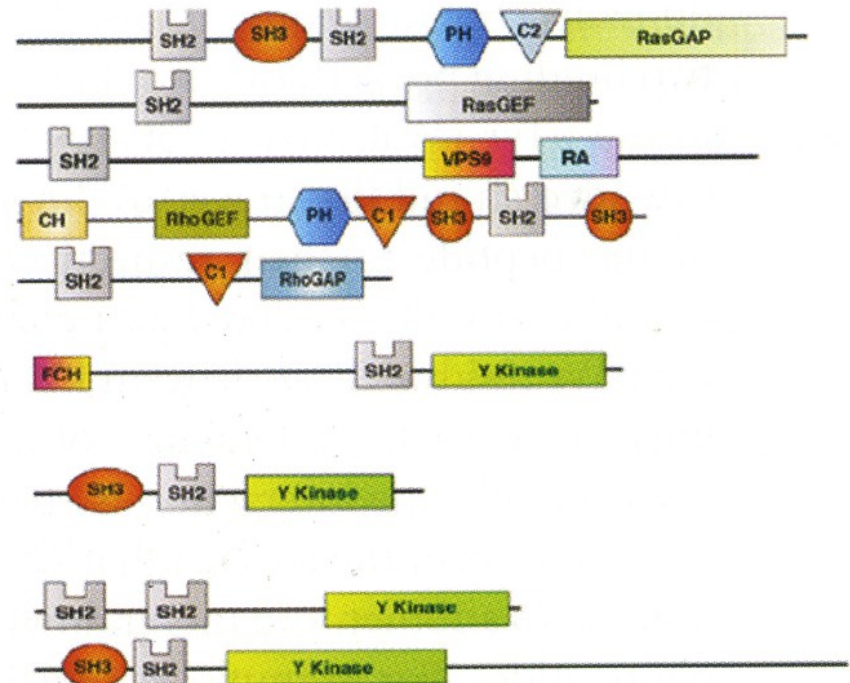 SH2 SH3 SH2 PH C2 RasGAP
SH2 RasGEF
SH2 VPS9 RA
CH RhoGEF PH C1 SH3 SH2 SH3
SH2 C1 RhoGAP
FCH SH2 Y Kinase
SH3 SH2 Y Kinase
SH2 SH2 Y Kinase
SH3 SH2 Y Kinase